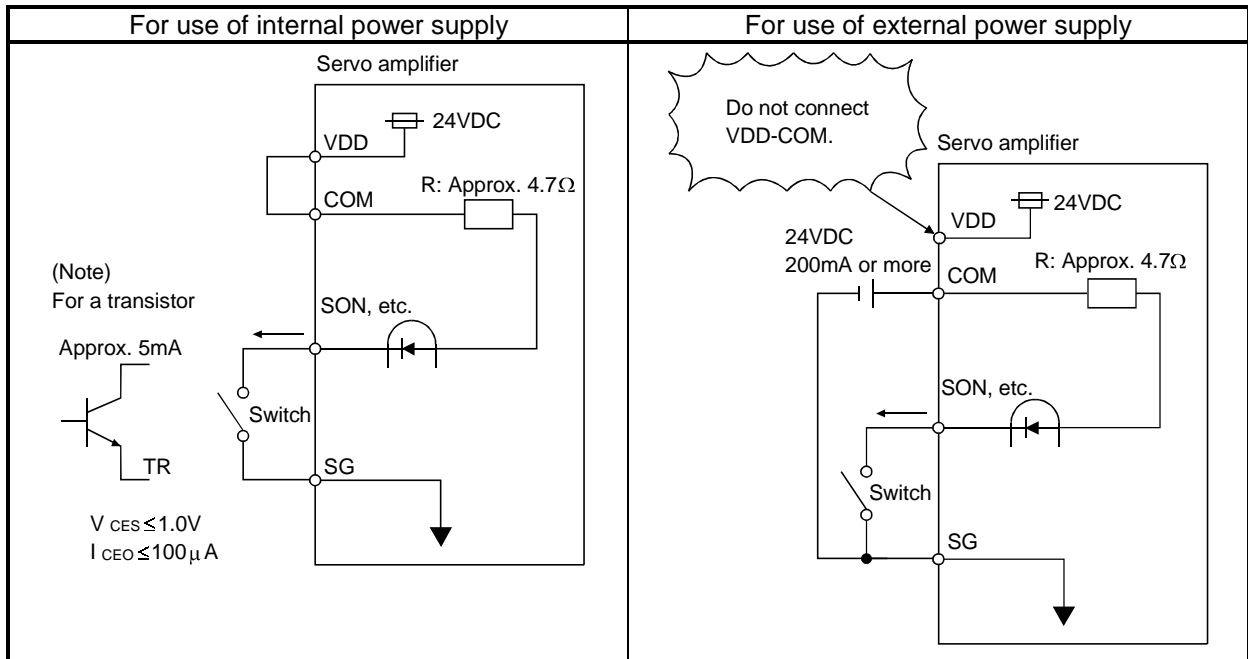 For use of internal power supply
For use of external power supply
Servo amplifier
24VDC
VDD
COM
R: Approx. 4.7Ω
(Note)
For a transistor
Approx. 5mA
SON, etc.
Switch
TR
SG
V CES≤1.0V
I CEO≤100μA
Do not connect
VDD-COM.
Servo amplifier
24VDC
VDD
24VDC
200mA or more
COM
R: Approx. 4.7Ω
SON, etc.
Switch
SG